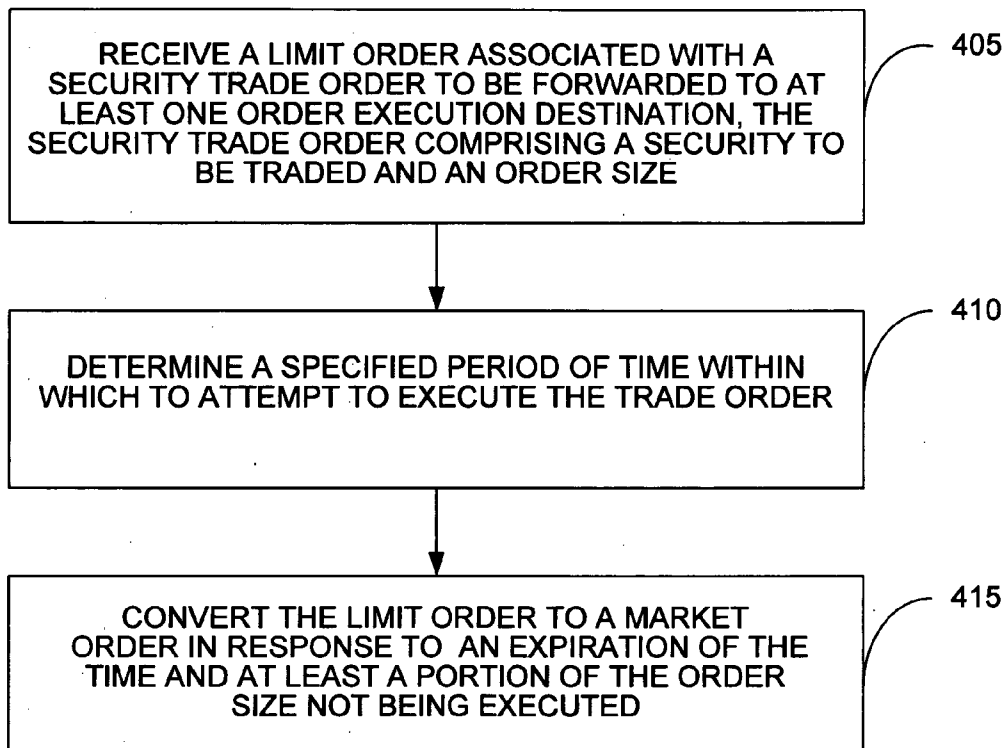 RECEIVE A LIMIT ORDER ASSOCIATED WITH A
SECURITY TRADE ORDER TO BE FORWARDED TO AT
LEAST ONE ORDER EXECUTION DESTINATION, THE
SECURITY TRADE ORDER COMPRISING A SECURITY TO
BE TRADED AND AN ORDER SIZE
405
DETERMINE A SPECIFIED PERIOD OF TIME WITHIN
WHICH TO ATTEMPT TO EXECUTE THE TRADE ORDER
410
CONVERT THE LIMIT ORDER TO A MARKET
ORDER IN RESPONSE TO AN EXPIRATION OF THE
TIME AND AT LEAST A PORTION OF THE ORDER
SIZE NOT BEING EXECUTED
415